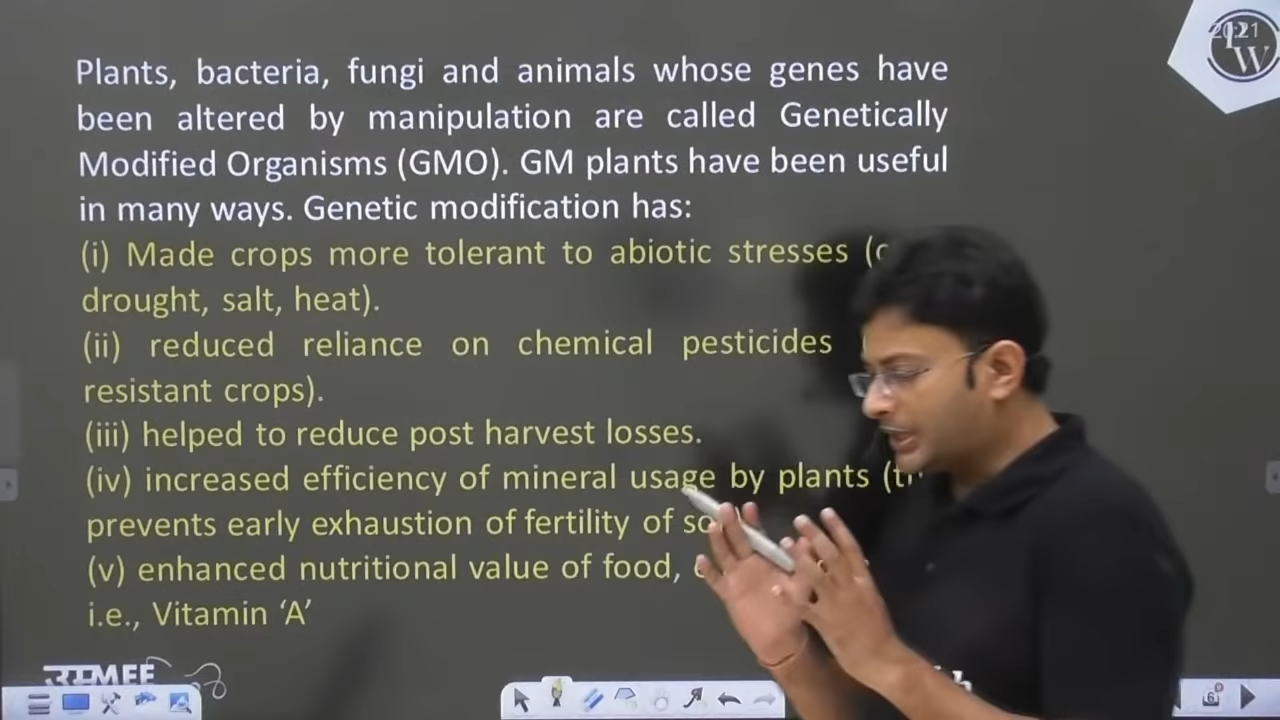 20:21
PW
Plants, bacteria, fungi and animals whose genes have
been altered by manipulation are called Genetically
Modified Organisms (GMO). GM plants have been useful
in many ways. Genetic modification has:
(i) Made crops more tolerant to abiotic stresses (
drought, salt, heat).
(ii) reduced reliance on chemical pesticides
resistant crops).
(iii) helped to reduce post harvest losses.
(iv) increased efficiency of mineral usage by plants (
prevents early exhaustion of fertility of
(v) enhanced nutritional value of food,
i.e., Vitamin ‘A’